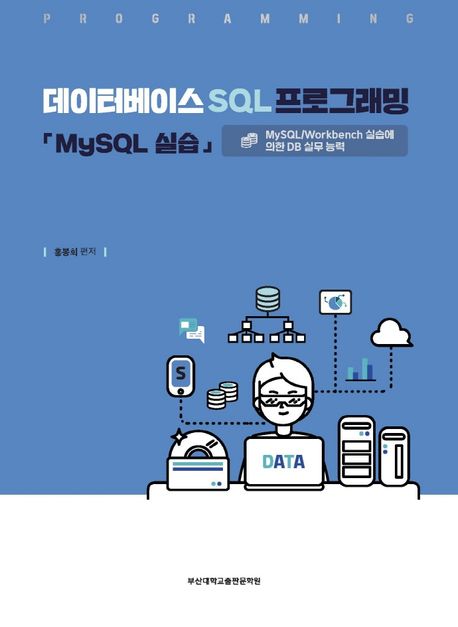 PROGRAMMING
데이터베이스 SQL 프로그래밍
「MySQL 실습」
MySQL/Workbench 실습에
의한 DB 실무 능력
홍봉희 편저
S
DATA
부산대학교출판문화원